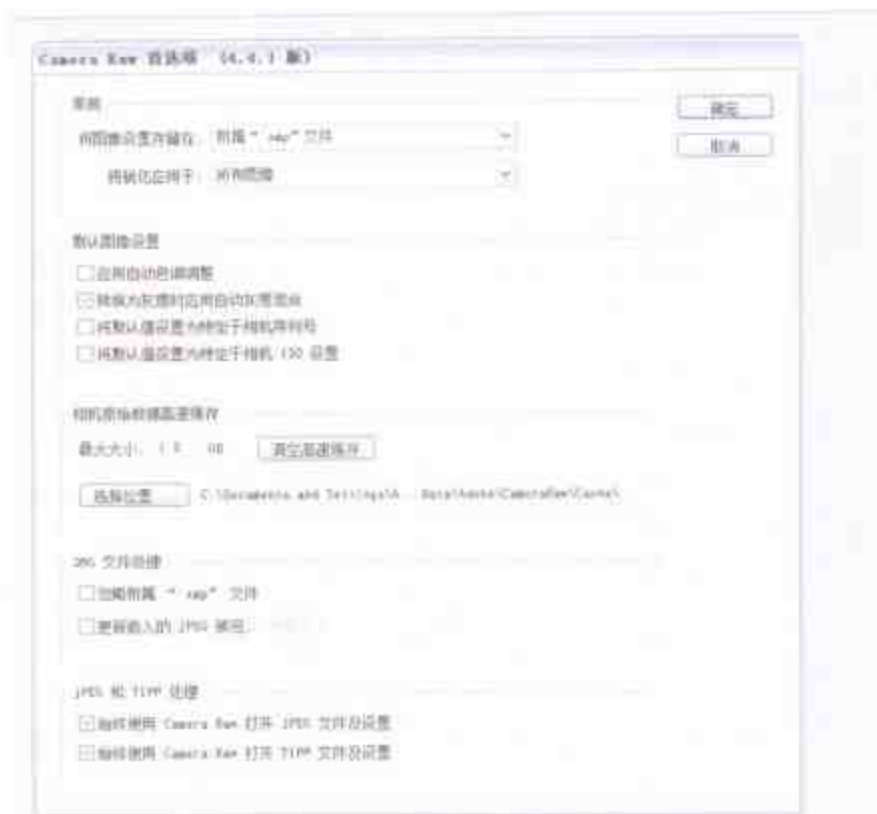 Camera Raw 首选项 (4.4.1 版)
常规
将图像设置存储在: 附属 “.xmp” 文件
将锐化应用于: 所有图像
确定
取消
默认图像设置
应用自动色调调整
转换为灰度时应用自动灰度混合
将默认值设置为特定于相机序列号
将默认值设置为特定于相机 ISO 设置
相机原始数据高速缓存
最大大小: GB 清空高速缓存
选择位置 C:\Documents and Settings\A...Data\Adobe\CameraRaw\Cache\
DNG 文件处理
忽略附属 “.xmp” 文件
更新嵌入的 JPEG 预览:
JPEG 和 TIFF 处理
始终使用 Camera Raw 打开 JPEG 文件及设置
始终使用 Camera Raw 打开 TIFF 文件及设置